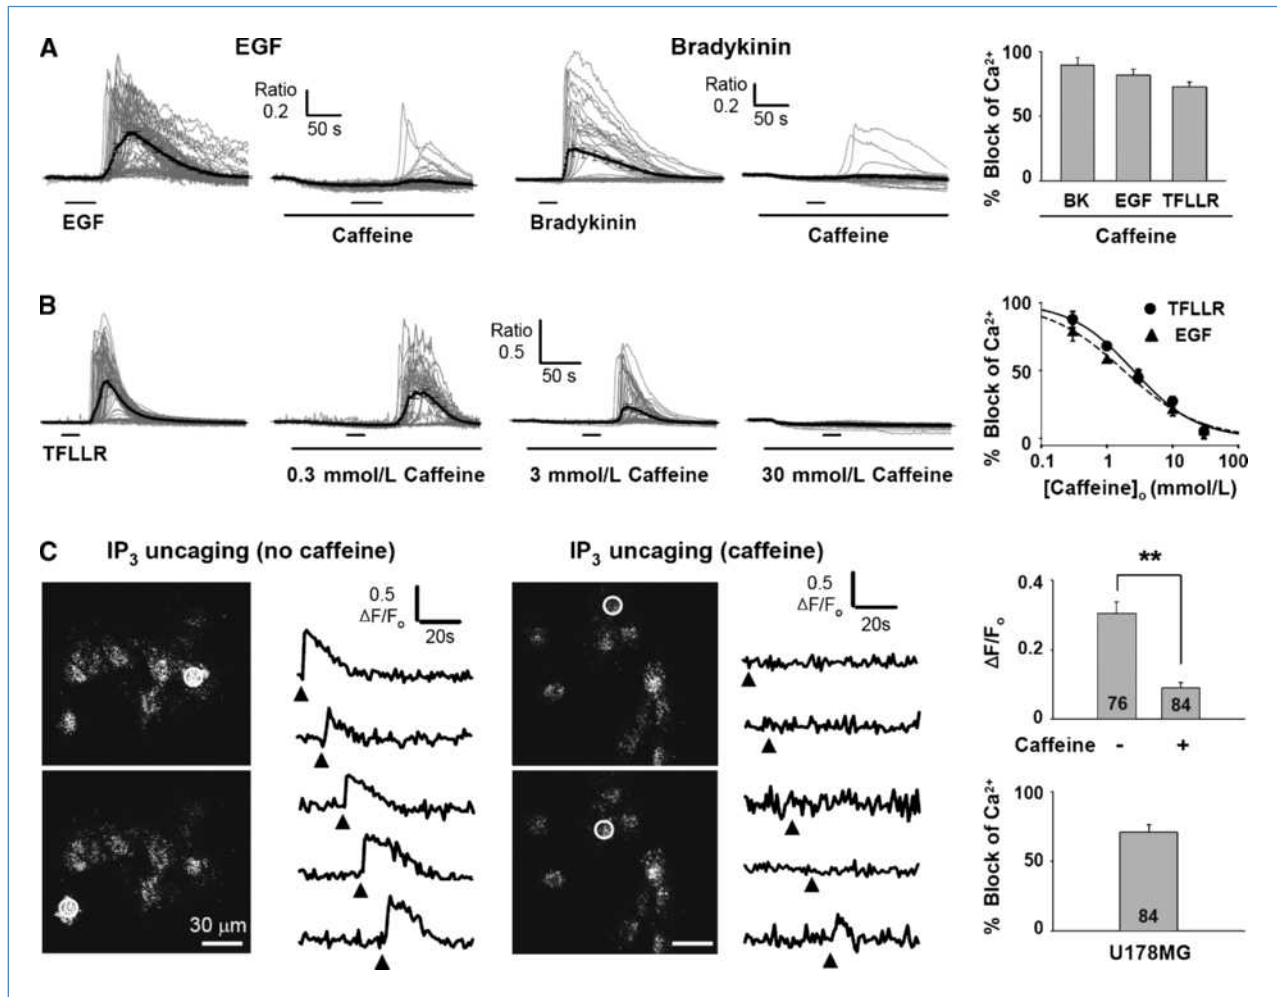 A
EGF
Ratio
0.2
50 s
EGF
Caffeine
Bradykinin
Ratio
0.2
50 s
Bradykinin
Caffeine
% Block of Ca²⁺
100
50
0
BK EGF TFLLR
Caffeine
B
TFLLR
0.3 mmol/L Caffeine
Ratio
0.5
50 s
3 mmol/L Caffeine
30 mmol/L Caffeine
% Block of Ca²⁺
100
50
0
TFLLR
EGF
0.1 1 10 100
[Caffeine]ₒ (mmol/L)
C
IP₃ uncaging (no caffeine)
0.5
ΔF/Fₒ
20s
30 μm
IP₃ uncaging (caffeine)
0.5
ΔF/Fₒ
20s
**
ΔF/Fₒ
0.4
0.2
0
76
84
Caffeine - +
% Block of Ca²⁺
100
50
0
84
U178MG